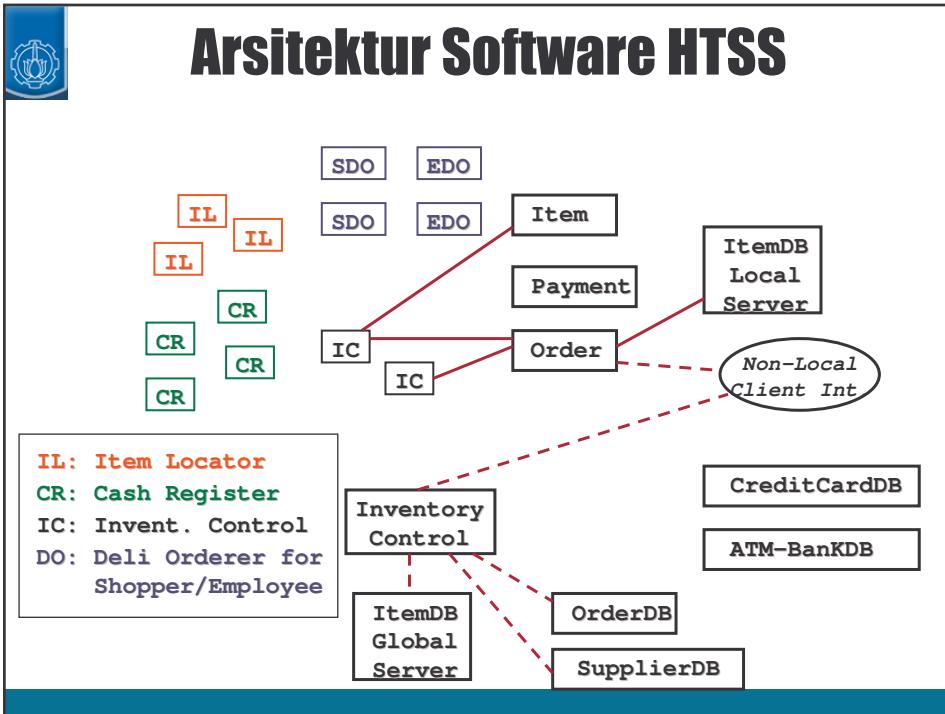 Arsitektur Software HTSS
SDO
EDO
SDO
EDO
IL
IL
IL
Item
ItemDB
Local
Server
Payment
CR
CR
CR
CR
IC
IC
Order
Non-Local
Client Int
IL: Item Locator
CR: Cash Register
IC: Invent. Control
DO: Deli Orderer for
Shopper/Employee
Inventory
Control
CreditCardDB
ATM-BanKDB
ItemDB
Global
Server
OrderDB
SupplierDB